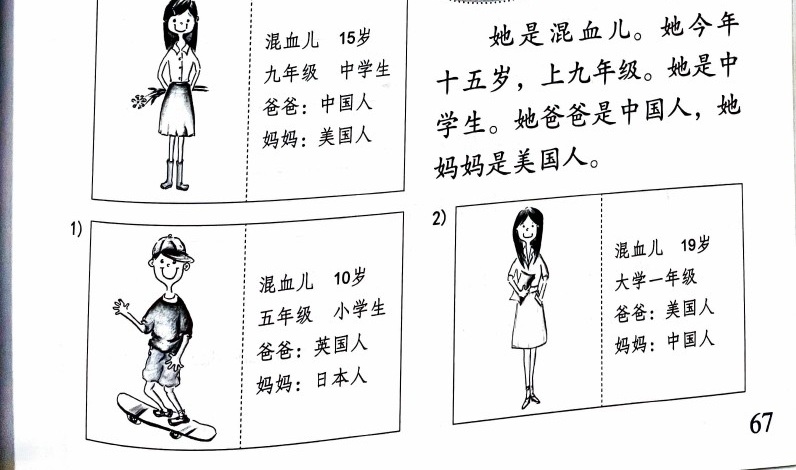 混血儿 15岁
九年级 中学生
爸爸：中国人
妈妈：美国人
她是混血儿。她今年
十五岁，上九年级。她是中
学生。她爸爸是中国人，她
妈妈是美国人。
1)
混血儿 10岁
五年级 小学生
爸爸：英国人
妈妈：日本人
2)
混血儿 19岁
大学一年级
爸爸：美国人
妈妈：中国人
67